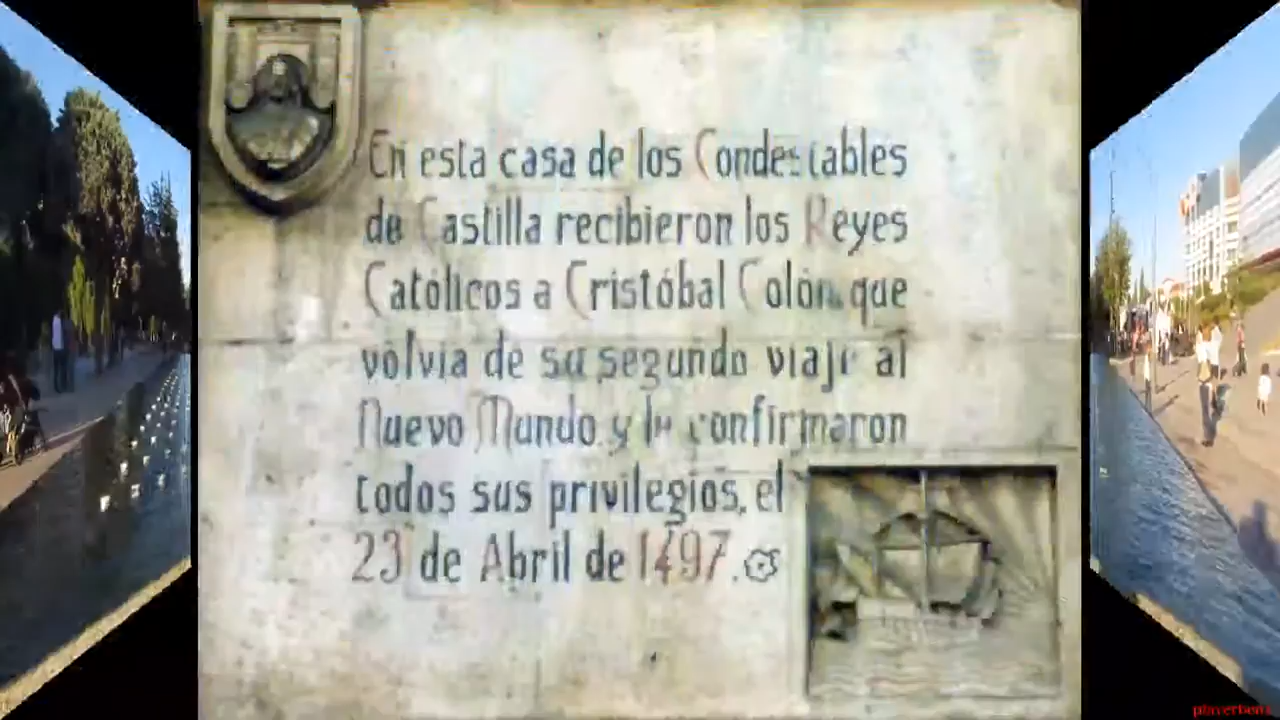 En esta casa de los Condestables
de Castilla recibieron los Reyes
Católicos a Cristóbal Colón, que
volvia de su segundo viaje al
Nuevo Mundo y le confirmaron
todos sus privilegios, el
23 de Abril de 1497.